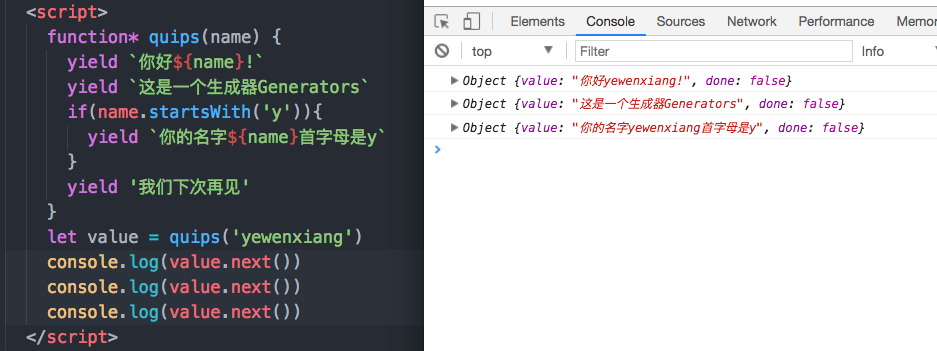 <script>
function* quips(name) {
yield `你好${name}!`
yield `这是一个生成器Generators`
if(name.startsWith('y')){
yield `你的名字${name}首字母是y`
}
yield '我们下次再见'
}
let value = quips('yewenxiang')
console.log(value.next())
console.log(value.next())
console.log(value.next())
</script>
Elements Console Sources Network Performance Memor
top Filter Info
Object {value: "你好yewenxiang!", done: false}
Object {value: "这是一个生成器Generators", done: false}
Object {value: "你的名字yewenxiang首字母是y", done: false}